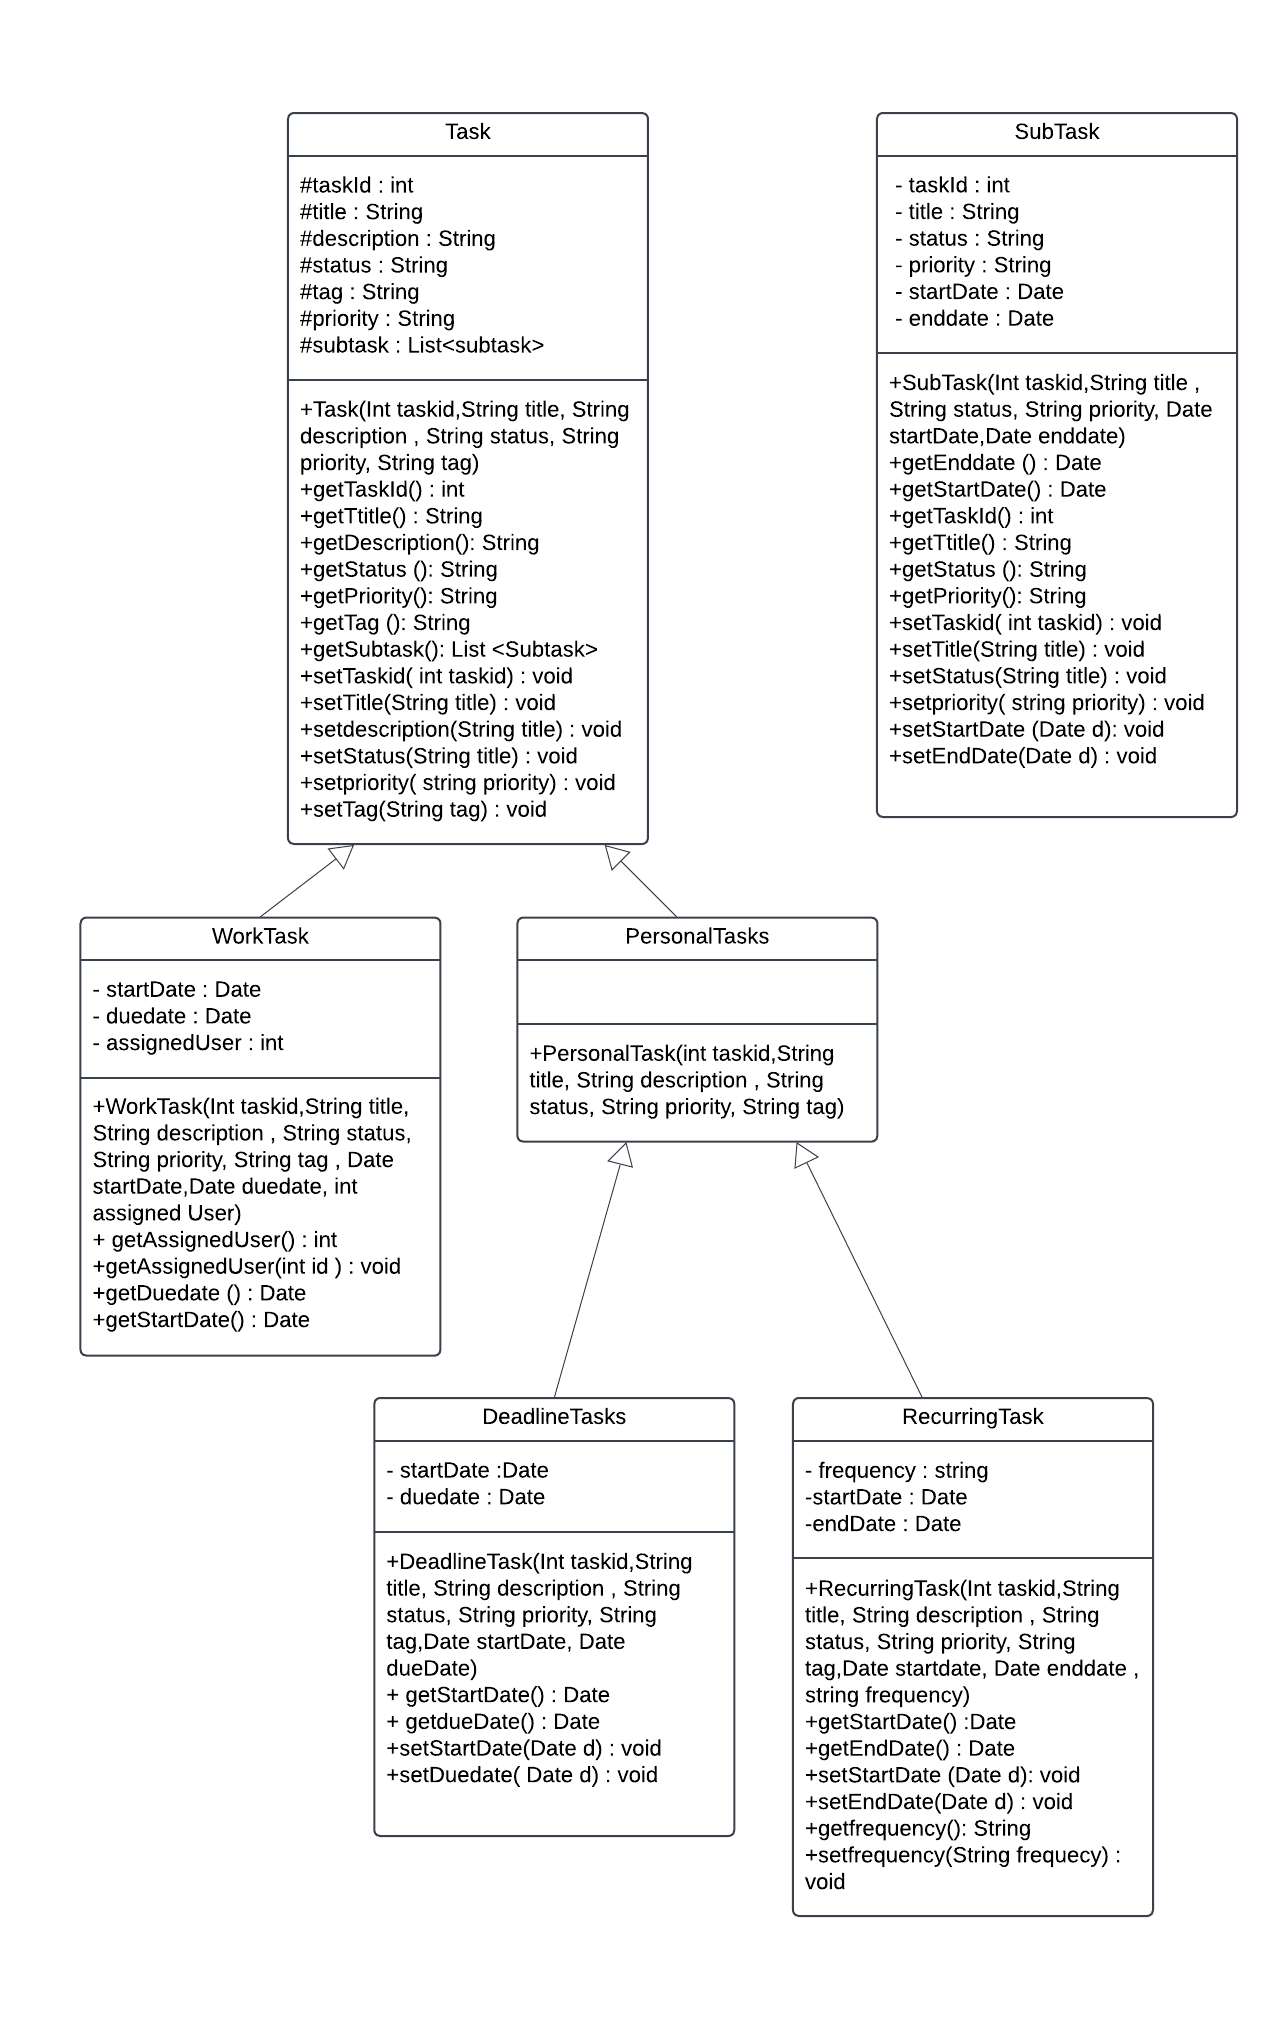 Task
#taskId : int
#title : String
#description : String
#status : String
#tag : String
#priority : String
#subtask : List<subtask>
+Task(Int taskid,String title, String
description , String status, String
priority, String tag)
+getTaskId() : int
+getTtitle() : String
+getDescription(): String
+getStatus (): String
+getPriority(): String
+getTag (): String
+getSubtask(): List <Subtask>
+setTaskid( int taskid) : void
+setTitle(String title) : void
+setdescription(String title) : void
+setStatus(String title) : void
+setpriority( string priority) : void
+setTag(String tag) : void
SubTask
- taskId : int
- title : String
- status : String
- priority : String
- startDate : Date
- enddate : Date
+SubTask(Int taskid,String title ,
String status, String priority, Date
startDate,Date enddate)
+getEnddate () : Date
+getStartDate() : Date
+getTaskId() : int
+getTtitle() : String
+getStatus (): String
+getPriority(): String
+setTaskid( int taskid) : void
+setTitle(String title) : void
+setStatus(String title) : void
+setpriority( string priority) : void
+setStartDate (Date d): void
+setEndDate(Date d) : void
WorkTask
- startDate : Date
- duedate : Date
- assignedUser : int
+WorkTask(Int taskid,String title,
String description , String status,
String priority, String tag , Date
startDate,Date duedate, int
assigned User)
+ getAssignedUser() : int
+getAssignedUser(int id ) : void
+getDuedate () : Date
+getStartDate() : Date
PersonalTasks
+PersonalTask(int taskid,String
title, String description , String
status, String priority, String tag)
DeadlineTasks
- startDate :Date
- duedate : Date
+DeadlineTask(Int taskid,String
title, String description , String
status, String priority, String
tag,Date startDate, Date
dueDate)
+ getStartDate() : Date
+ getdueDate() : Date
+setStartDate(Date d) : void
+setDuedate( Date d) : void
RecurringTask
- frequency : string
-startDate : Date
-endDate : Date
+RecurringTask(Int taskid,String
title, String description , String
status, String priority, String
tag,Date startdate, Date enddate ,
string frequency)
+getStartDate() :Date
+getEndDate() : Date
+setStartDate (Date d): void
+setEndDate(Date d) : void
+getfrequency(): String
+setfrequency(String frequecy) :
void